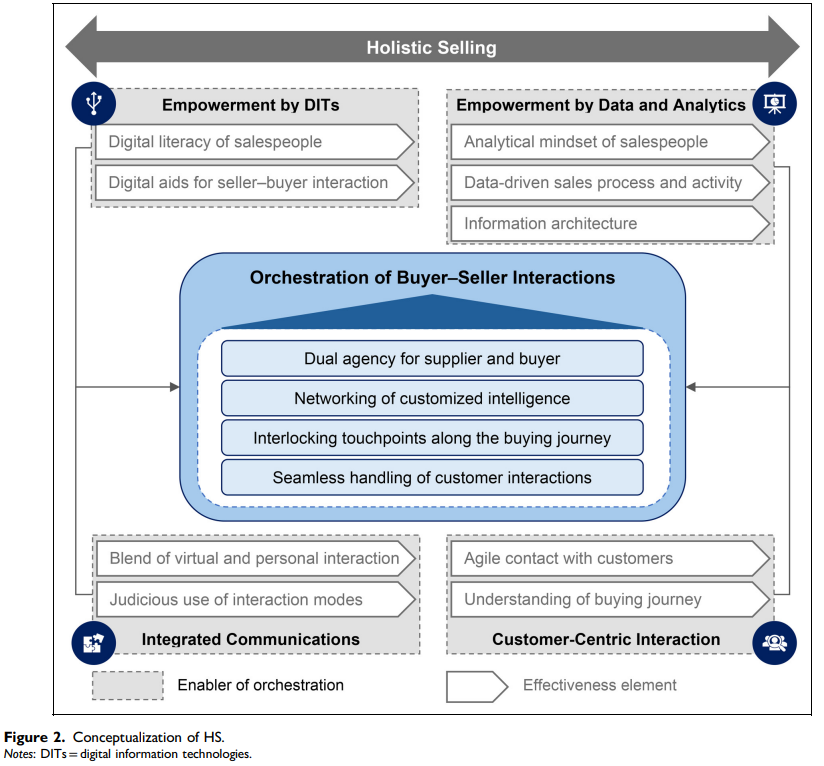 Holistic Selling
Empowerment by DITs
Digital literacy of salespeople
Digital aids for seller–buyer interaction
Empowerment by Data and Analytics
Analytical mindset of salespeople
Data-driven sales process and activity
Information architecture
Orchestration of Buyer–Seller Interactions
Dual agency for supplier and buyer
Networking of customized intelligence
Interlocking touchpoints along the buying journey
Seamless handling of customer interactions
Blend of virtual and personal interaction
Judicious use of interaction modes
Integrated Communications
Agile contact with customers
Understanding of buying journey
Customer-Centric Interaction
Enabler of orchestration
Effectiveness element
Figure 2. Conceptualization of HS.
Notes: DITs = digital information technologies.